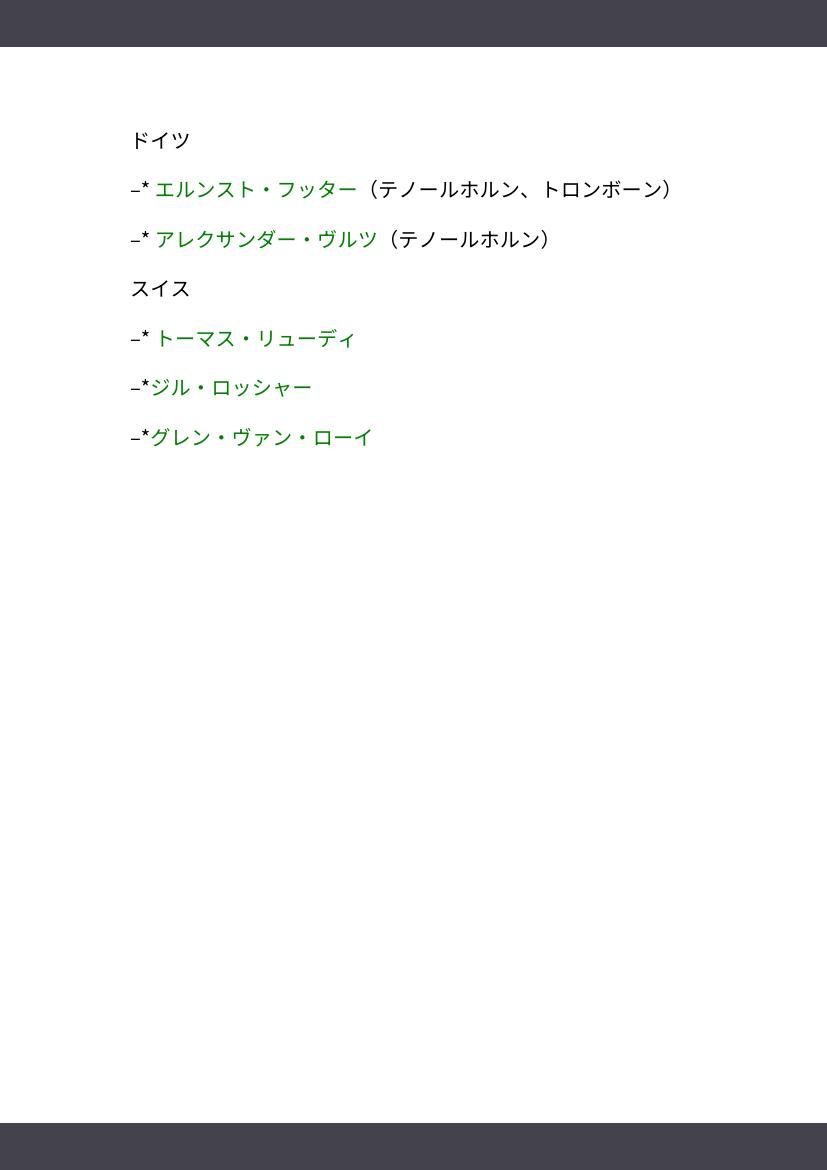 ドイツ
–* エルンスト・フッター（テノールホルン、トロンボーン）
–* アレクサンダー・ヴルツ（テノールホルン）
スイス
–* トーマス・リューディ
–*ジル・ロッシャー
–*グレン・ヴァン・ローイ